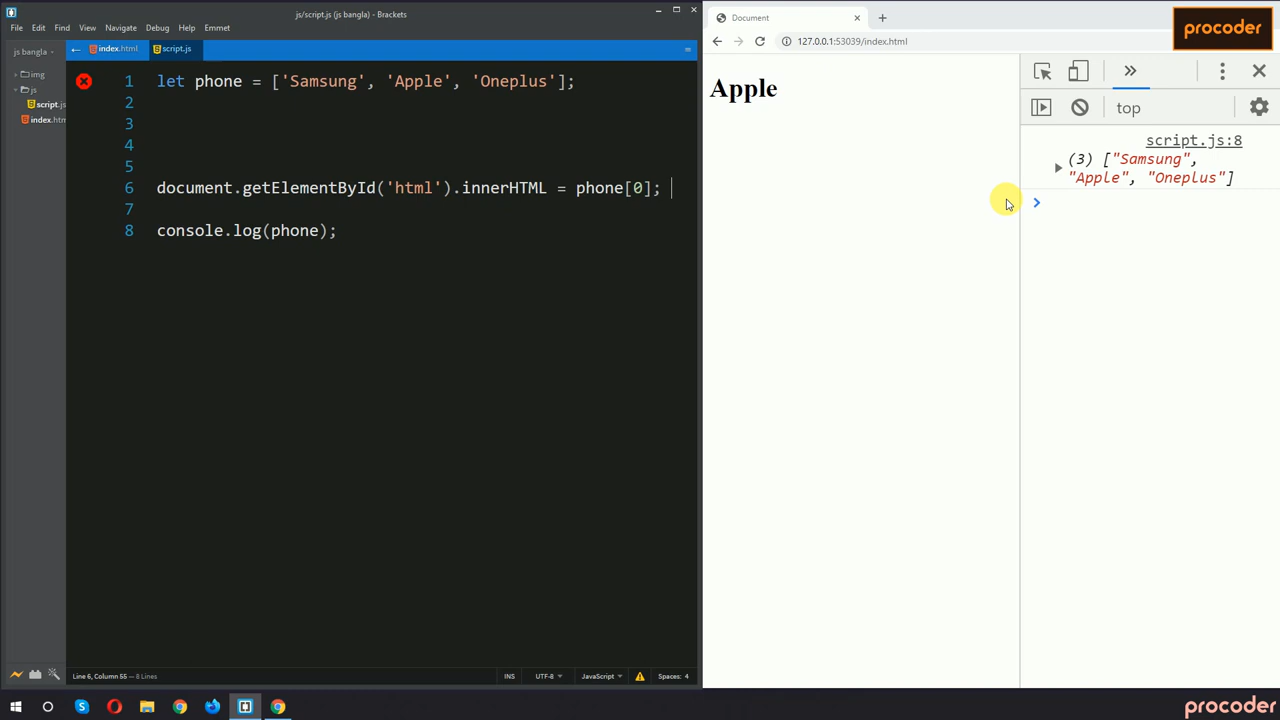 js/script.js (js bangla) - Brackets
File Edit Find View Navigate Debug Help Emmet
js bangla
index.html script.js
img
js
script.js
index.htm
1 let phone = ['Samsung', 'Apple', 'Oneplus'];
2
3
4
5
6 document.getElementById('html').innerHTML = phone[0];
7
8 console.log(phone);
Line 6, Column 55 — 8 Lines
INS UTF-8 JavaScript Spaces: 4
Document
127.0.0.1:53039/index.html
procoder
Apple
top
script.js:8
(3) ["Samsung",
"Apple", "Oneplus"]
procoder